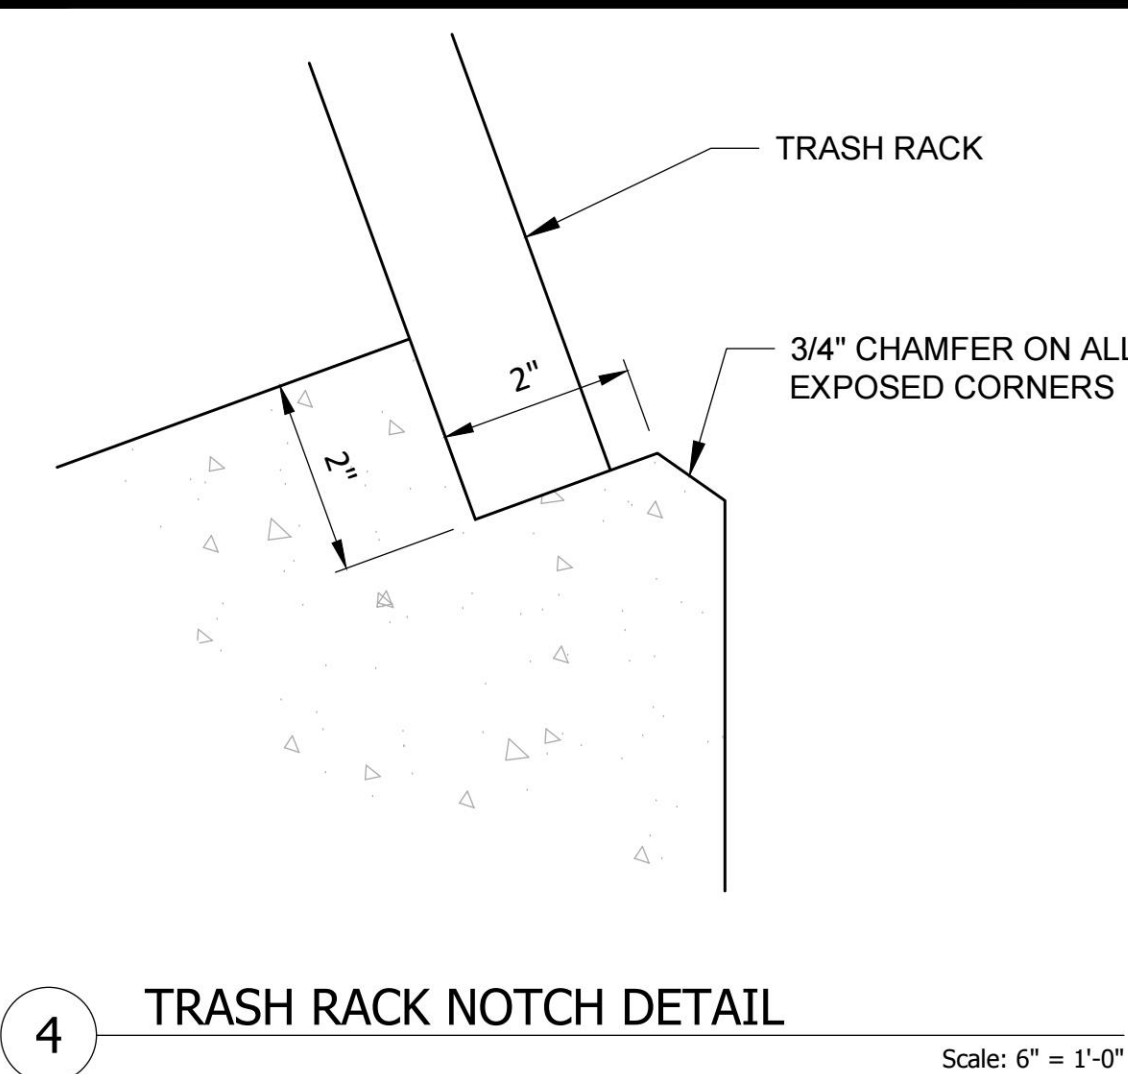 TRASH RACK
3/4" CHAMFER ON ALL
EXPOSED CORNERS
2"
2"
4
TRASH RACK NOTCH DETAIL
Scale: 6" = 1'-0"